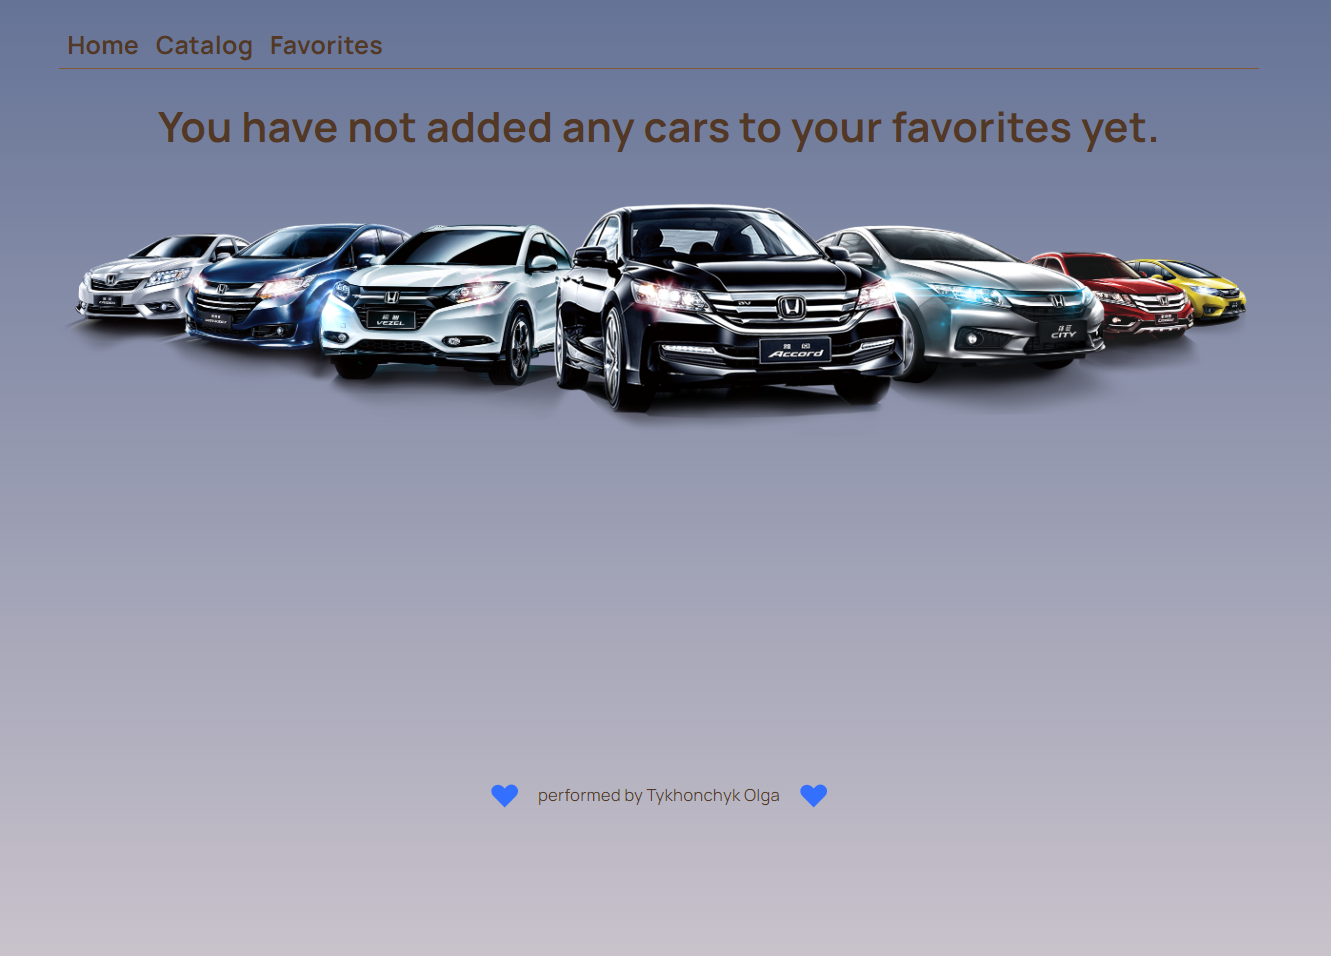 Home Catalog Favorites
You have not added any cars to your favorites yet.
VEZEL
Accord
CITY
performed by Tykhonchyk Olga